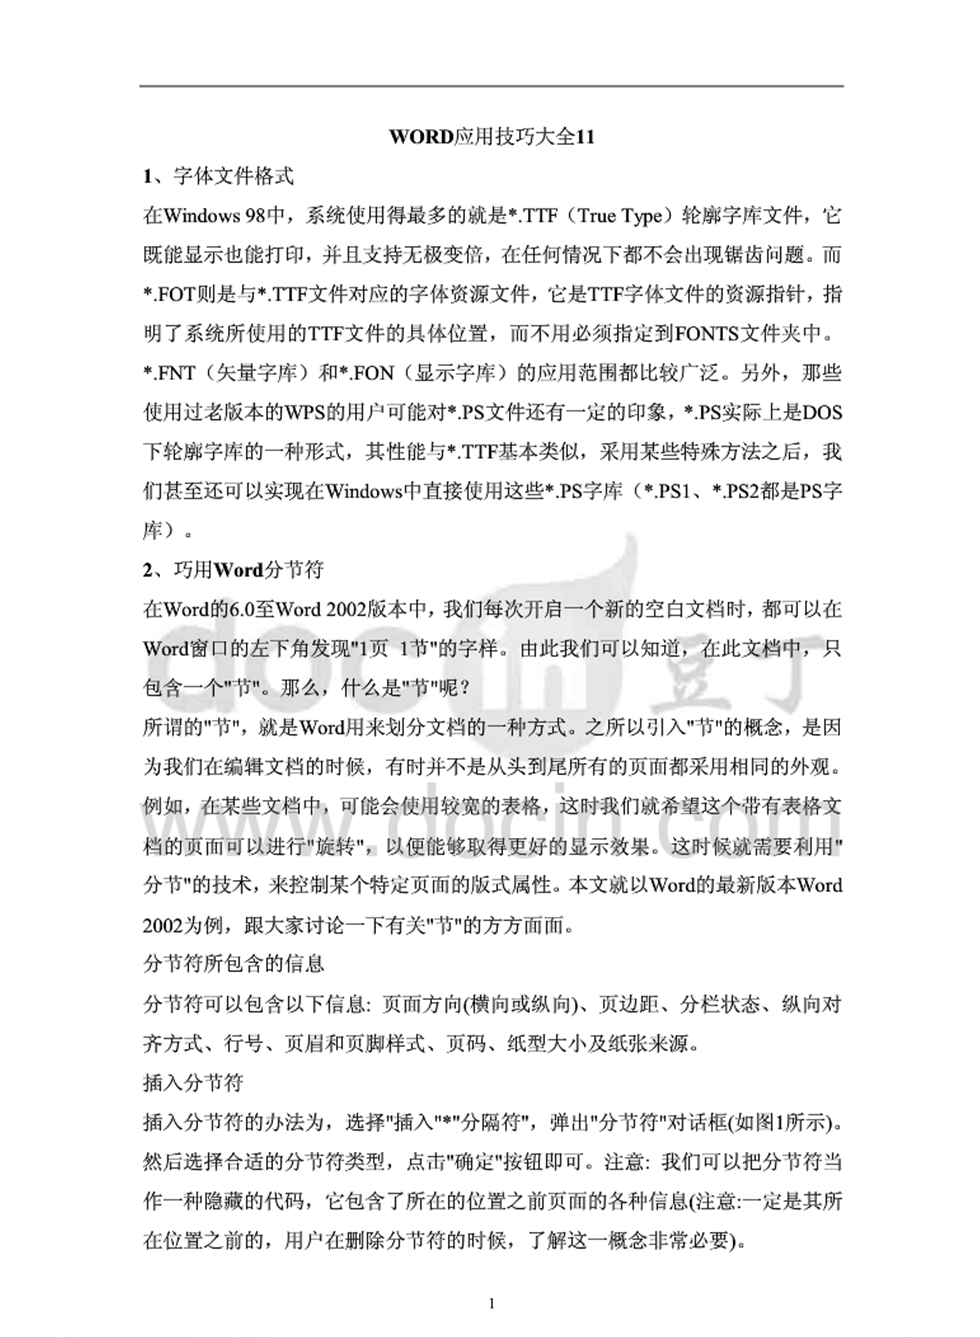 WORD应用技巧大全11
1、字体文件格式
在Windows 98中，系统使用得最多的就是*.TTF（True Type）轮廓字库文件，它
既能显示也能打印，并且支持无极变倍，在任何情况下都不会出现锯齿问题。而
*.FOT则是与*.TTF文件对应的字体资源文件，它是TTF字体文件的资源指针，指
明了系统所使用的TTF文件的具体位置，而不用必须指定到FONTS文件夹中。
*.FNT（矢量字库）和*.FON（显示字库）的应用范围都比较广泛。另外，那些
使用过老版本的WPS的用户可能对*.PS文件还有一定的印象，*.PS实际上是DOS
下轮廓字库的一种形式，其性能与*.TTF基本类似，采用某些特殊方法之后，我
们甚至还可以实现在Windows中直接使用这些*.PS字库（*.PS1、*.PS2都是PS字
库）。
2、巧用Word分节符
在Word的6.0至Word 2002版本中，我们每次开启一个新的空白文档时，都可以在
Word窗口的左下角发现"1页 1节"的字样。由此我们可以知道，在此文档中，只
包含一个"节"。那么，什么是"节"呢？
所谓的"节"，就是Word用来划分文档的一种方式。之所以引入"节"的概念，是因
为我们在编辑文档的时候，有时并不是从头到尾所有的页面都采用相同的外观。
例如，在某些文档中，可能会使用较宽的表格，这时我们就希望这个带有表格文
档的页面可以进行"旋转"，以便能够取得更好的显示效果。这时候就需要利用"
分节"的技术，来控制某个特定页面的版式属性。本文就以Word的最新版本Word
2002为例，跟大家讨论一下有关"节"的方方面面。
分节符所包含的信息
分节符可以包含以下信息: 页面方向(横向或纵向)、页边距、分栏状态、纵向对
齐方式、行号、页眉和页脚样式、页码、纸型大小及纸张来源。
插入分节符
插入分节符的办法为，选择"插入"*"分隔符"，弹出"分节符"对话框(如图1所示)。
然后选择合适的分节符类型，点击"确定"按钮即可。注意: 我们可以把分节符当
作一种隐藏的代码，它包含了所在的位置之前页面的各种信息(注意:一定是其所
在位置之前的，用户在删除分节符的时候，了解这一概念非常必要)。
1
docin 豆丁
www.docin.com